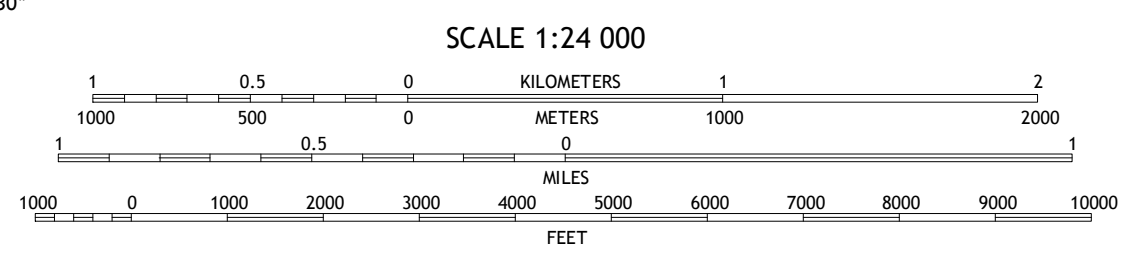 30"
SCALE 1:24 000
1 0.5 0 KILOMETERS 1 2
1000 500 0 METERS 1000 2000
1 0.5 0 1
MILES
1000 0 1000 2000 3000 4000 5000 6000 7000 8000 9000 10000
FEET